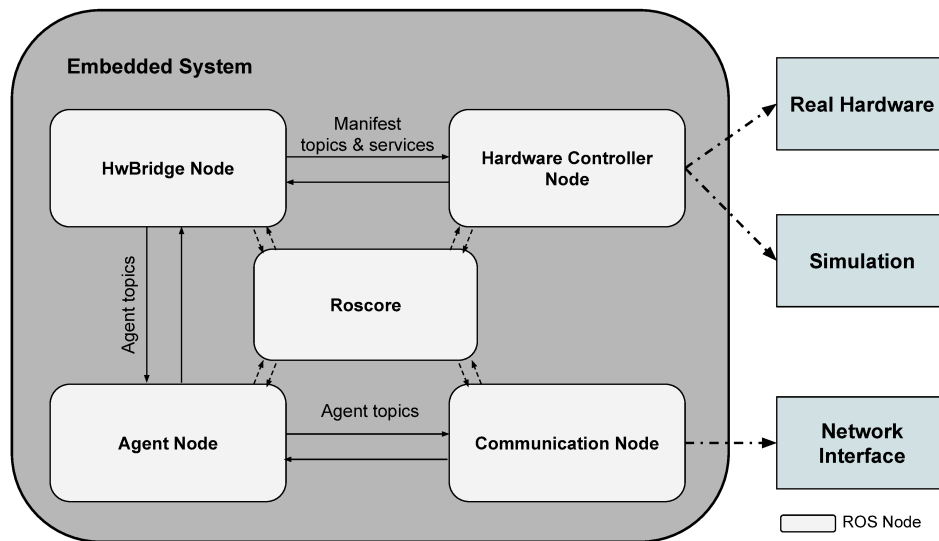 Embedded System
HwBridge Node
Manifest
topics & services
Hardware Controller
Node
Real Hardware
Simulation
Roscore
Agent topics
Agent Node
Agent topics
Communication Node
Network
Interface
ROS Node